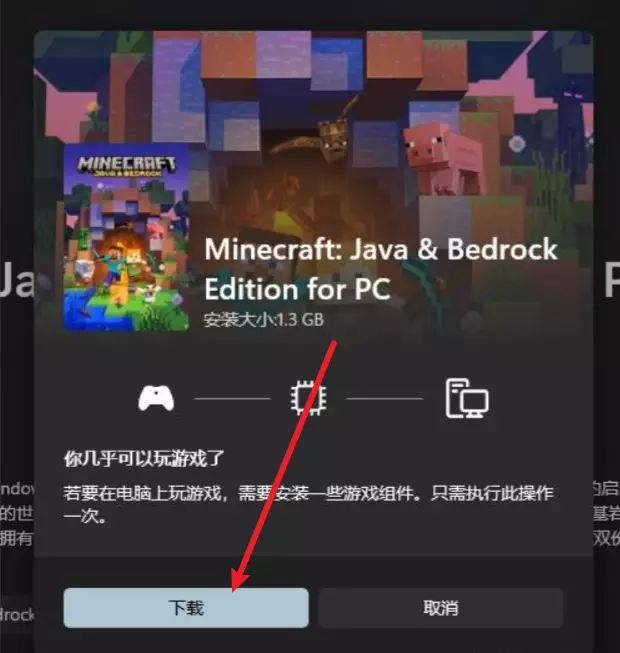 MINECRAFT
JAVA & BEDROCK
Minecraft: Java & Bedrock
Edition for PC
安装大小:1.3 GB
Ja
P
你几乎可以玩游戏了
若要在电脑上玩游戏，需要安装一些游戏组件。只需执行此操作
一次。
ndow
的世
拥有
的启
基岩
双份
drock
下载
取消